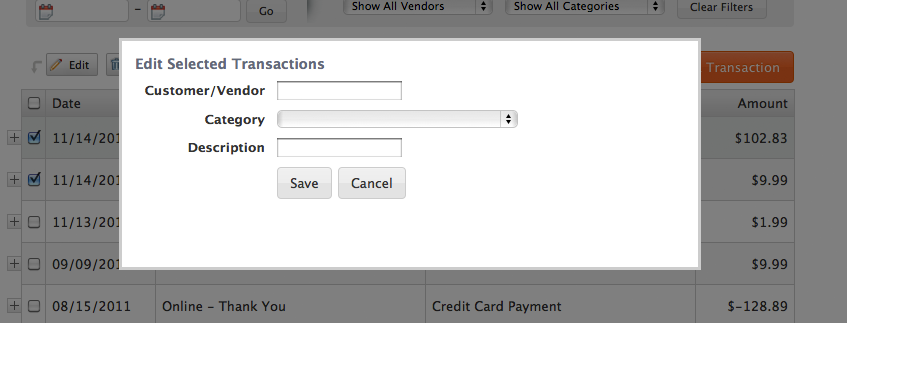 – Go Show All Vendors Show All Categories Clear Filters
Edit Transaction
Edit Selected Transactions
Customer/Vendor
Category
Description
Save Cancel
Date Amount
11/14/201 $102.83
11/14/201 $9.99
11/13/201 $1.99
09/09/201 $9.99
08/15/2011 Online – Thank You Credit Card Payment $-128.89